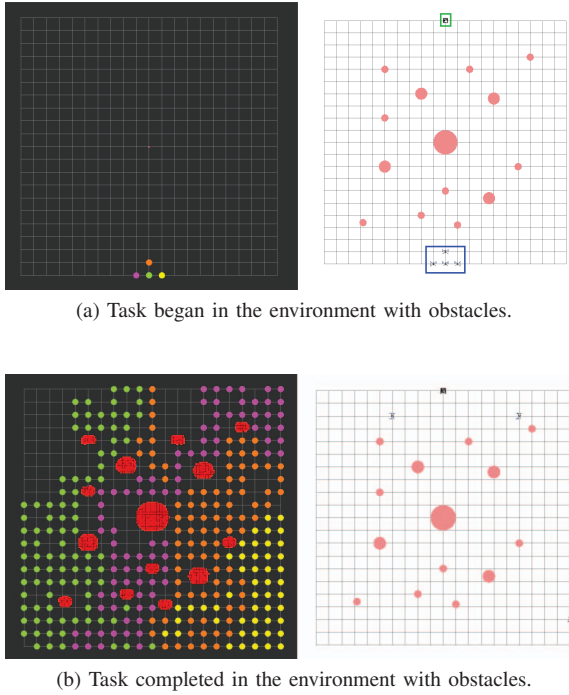 (a) Task began in the environment with obstacles.
(b) Task completed in the environment with obstacles.